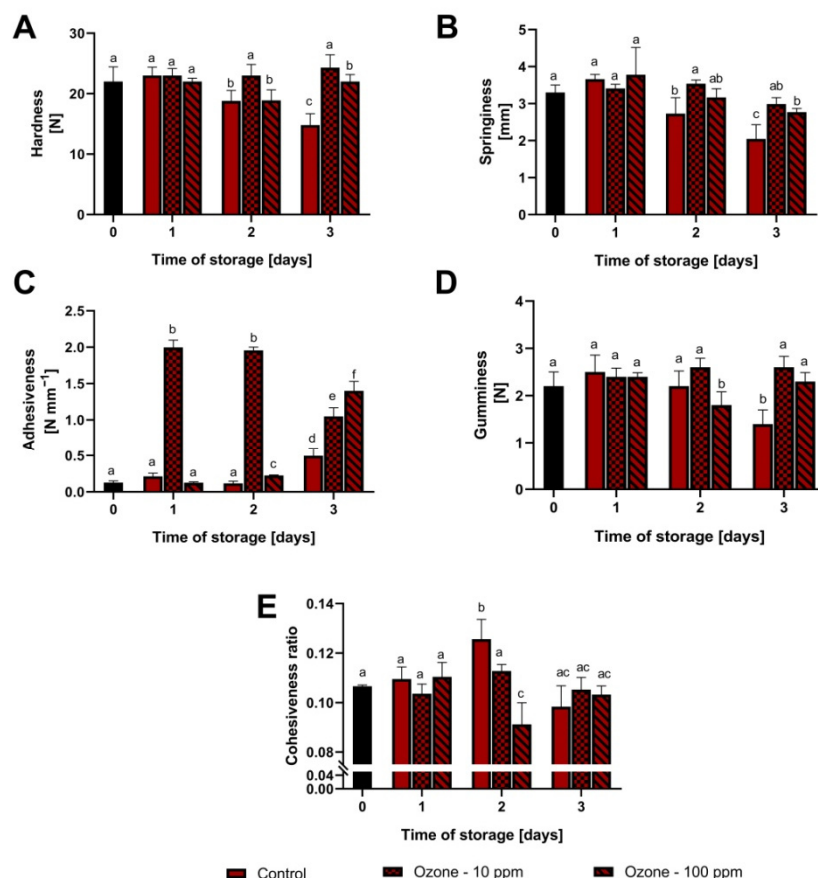 A
B
Hardness [N]
30
20
10
0
a a a a b a b c a b
0 1 2 3
Time of storage [days]
Springiness [mm]
5
4
3
2
1
0
a a a a b a ab c ab b
0 1 2 3
Time of storage [days]
C
D
Adhesiveness [N mm⁻¹]
2.5
2.0
1.5
1.0
0.5
0.0
a a b a a b c d e f
0 1 2 3
Time of storage [days]
Gumminess [N]
4
3
2
1
0
a a a a a a b b a a
0 1 2 3
Time of storage [days]
E
Cohesiveness ratio
0.14
0.12
0.10
0.08
0.04
0.00
a a a a b a c ac ac ac
0 1 2 3
Time of storage [days]
Control Ozone - 10 ppm Ozone - 100 ppm